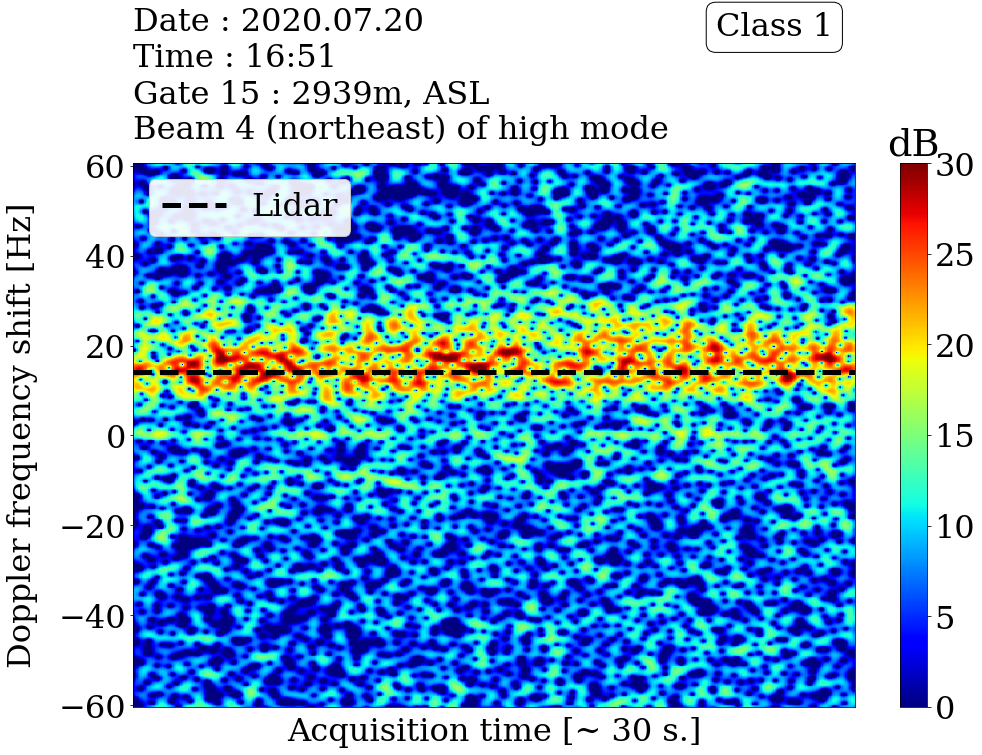 Date : 2020.07.20
Time : 16:51
Gate 15 : 2939m, ASL
Beam 4 (northeast) of high mode
Class 1
dB
Lidar
60
40
20
0
−20
−40
−60
Doppler frequency shift [Hz]
Acquisition time [~ 30 s.]
30
25
20
15
10
5
0